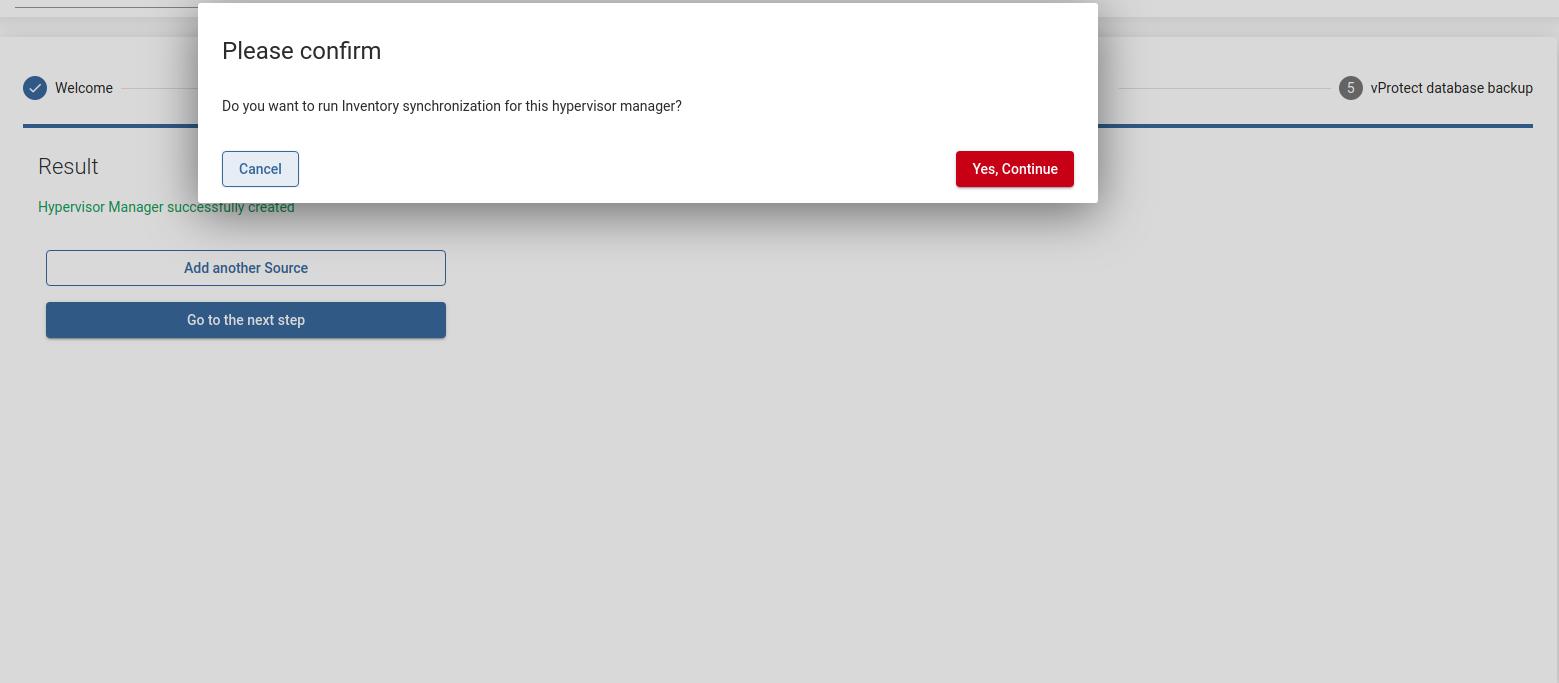 Please confirm
Welcome
5 vProtect database backup
Do you want to run Inventory synchronization for this hypervisor manager?
Cancel
Yes, Continue
Result
Hypervisor Manager successfully created
Add another Source
Go to the next step